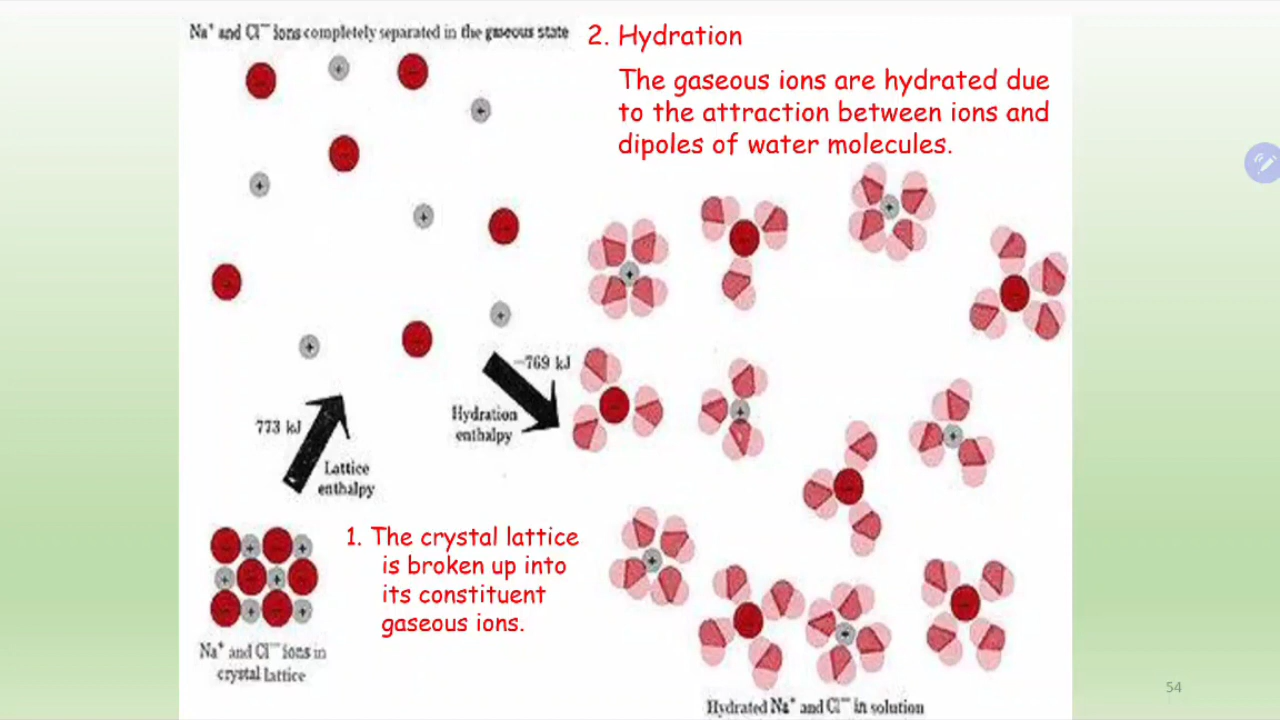 Na⁺ and Cl⁻ ions completely separated in the gaseous state
2. Hydration
The gaseous ions are hydrated due
to the attraction between ions and
dipoles of water molecules.
−769 kJ
Hydration
enthalpy
773 kJ
Lattice
enthalpy
1. The crystal lattice
is broken up into
its constituent
gaseous ions.
Na⁺ and Cl⁻ ions in
crystal lattice
Hydrated Na⁺ and Cl⁻ in solution
54